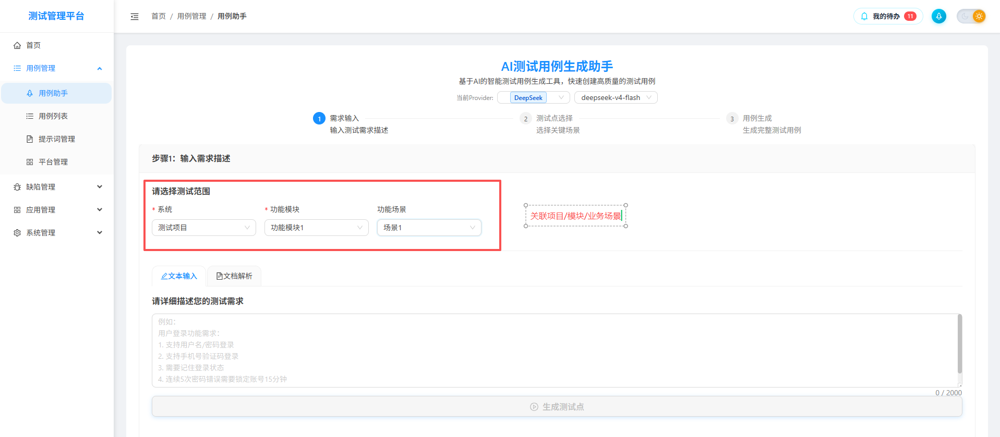 测试管理平台
首页 / 用例管理 / 用例助手
我的待办 11
首页
用例管理
用例助手
用例列表
提示词管理
平台管理
缺陷管理
应用管理
系统管理
AI测试用例生成助手
基于AI的智能测试用例生成工具，快速创建高质量的测试用例
当前Provider: DeepSeek deepseek-v4-flash
1 需求输入
输入测试需求描述
2 测试点选择
选择关键场景
3 用例生成
生成完整测试用例
步骤1：输入需求描述
请选择测试范围
* 系统
测试项目
* 功能模块
功能模块1
功能场景
场景1
关联项目/模块/业务场景
文本输入
文档解析
请详细描述您的测试需求
例如：
用户登录功能需求：
1. 支持用户名/密码登录
2. 支持手机号验证码登录
3. 需要记住登录状态
4. 连续5次密码错误需要锁定账号15分钟
0 / 2000
生成测试点